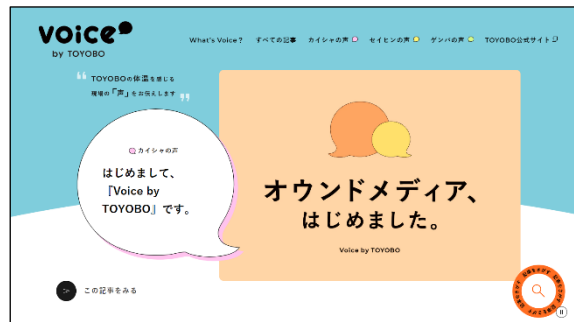 voice
by TOYOBO
What's Voice? すべての記事 カイシャの声 セイヒンの声 ゲンバの声 TOYOBO公式サイト
TOYOBOの体温を感じる
現場の「声」をお伝えします
カイシャの声
はじめまして、
『Voice by
TOYOBO』です。
オウンドメディア、
はじめました。
Voice by TOYOBO
この記事をみる